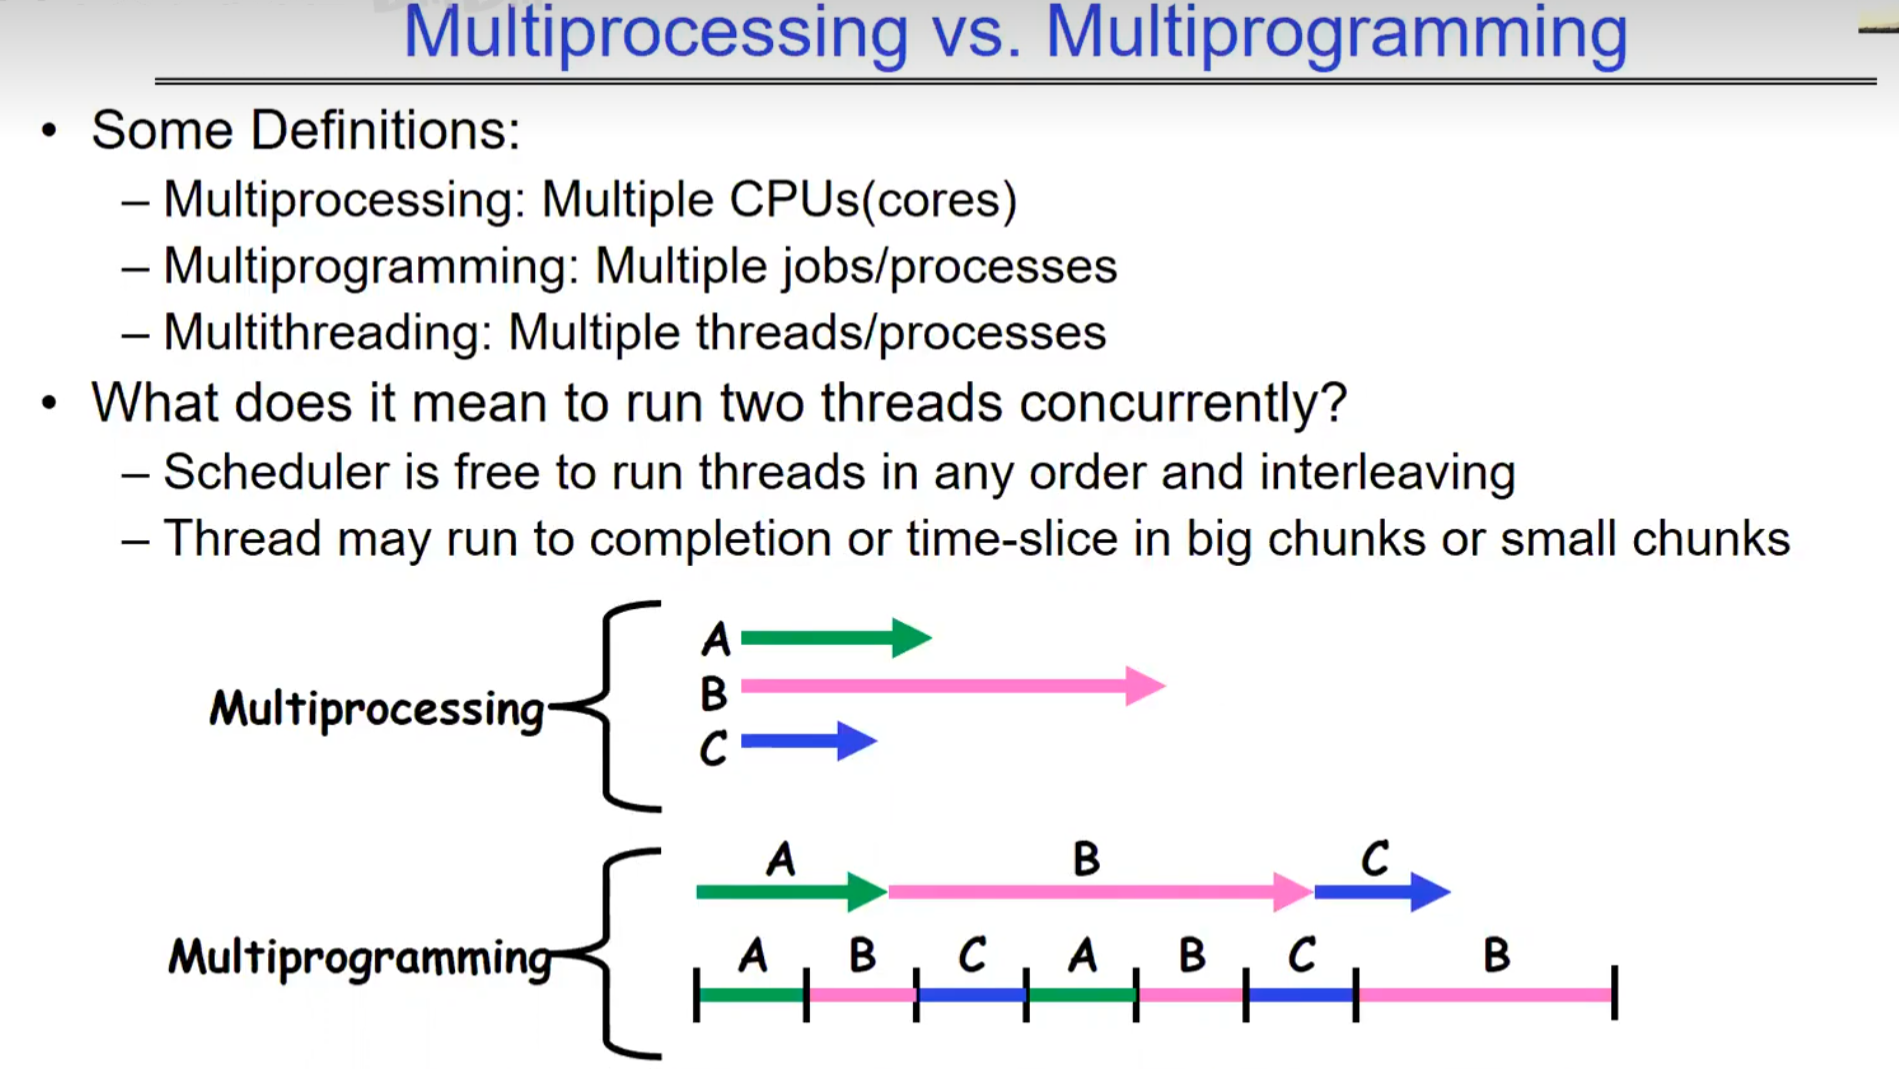 Multiprocessing vs. Multiprogramming
• Some Definitions:
– Multiprocessing: Multiple CPUs(cores)
– Multiprogramming: Multiple jobs/processes
– Multithreading: Multiple threads/processes
• What does it mean to run two threads concurrently?
– Scheduler is free to run threads in any order and interleaving
– Thread may run to completion or time-slice in big chunks or small chunks
Multiprocessing
A
B
C
Multiprogramming
A B C
A B C A B C B